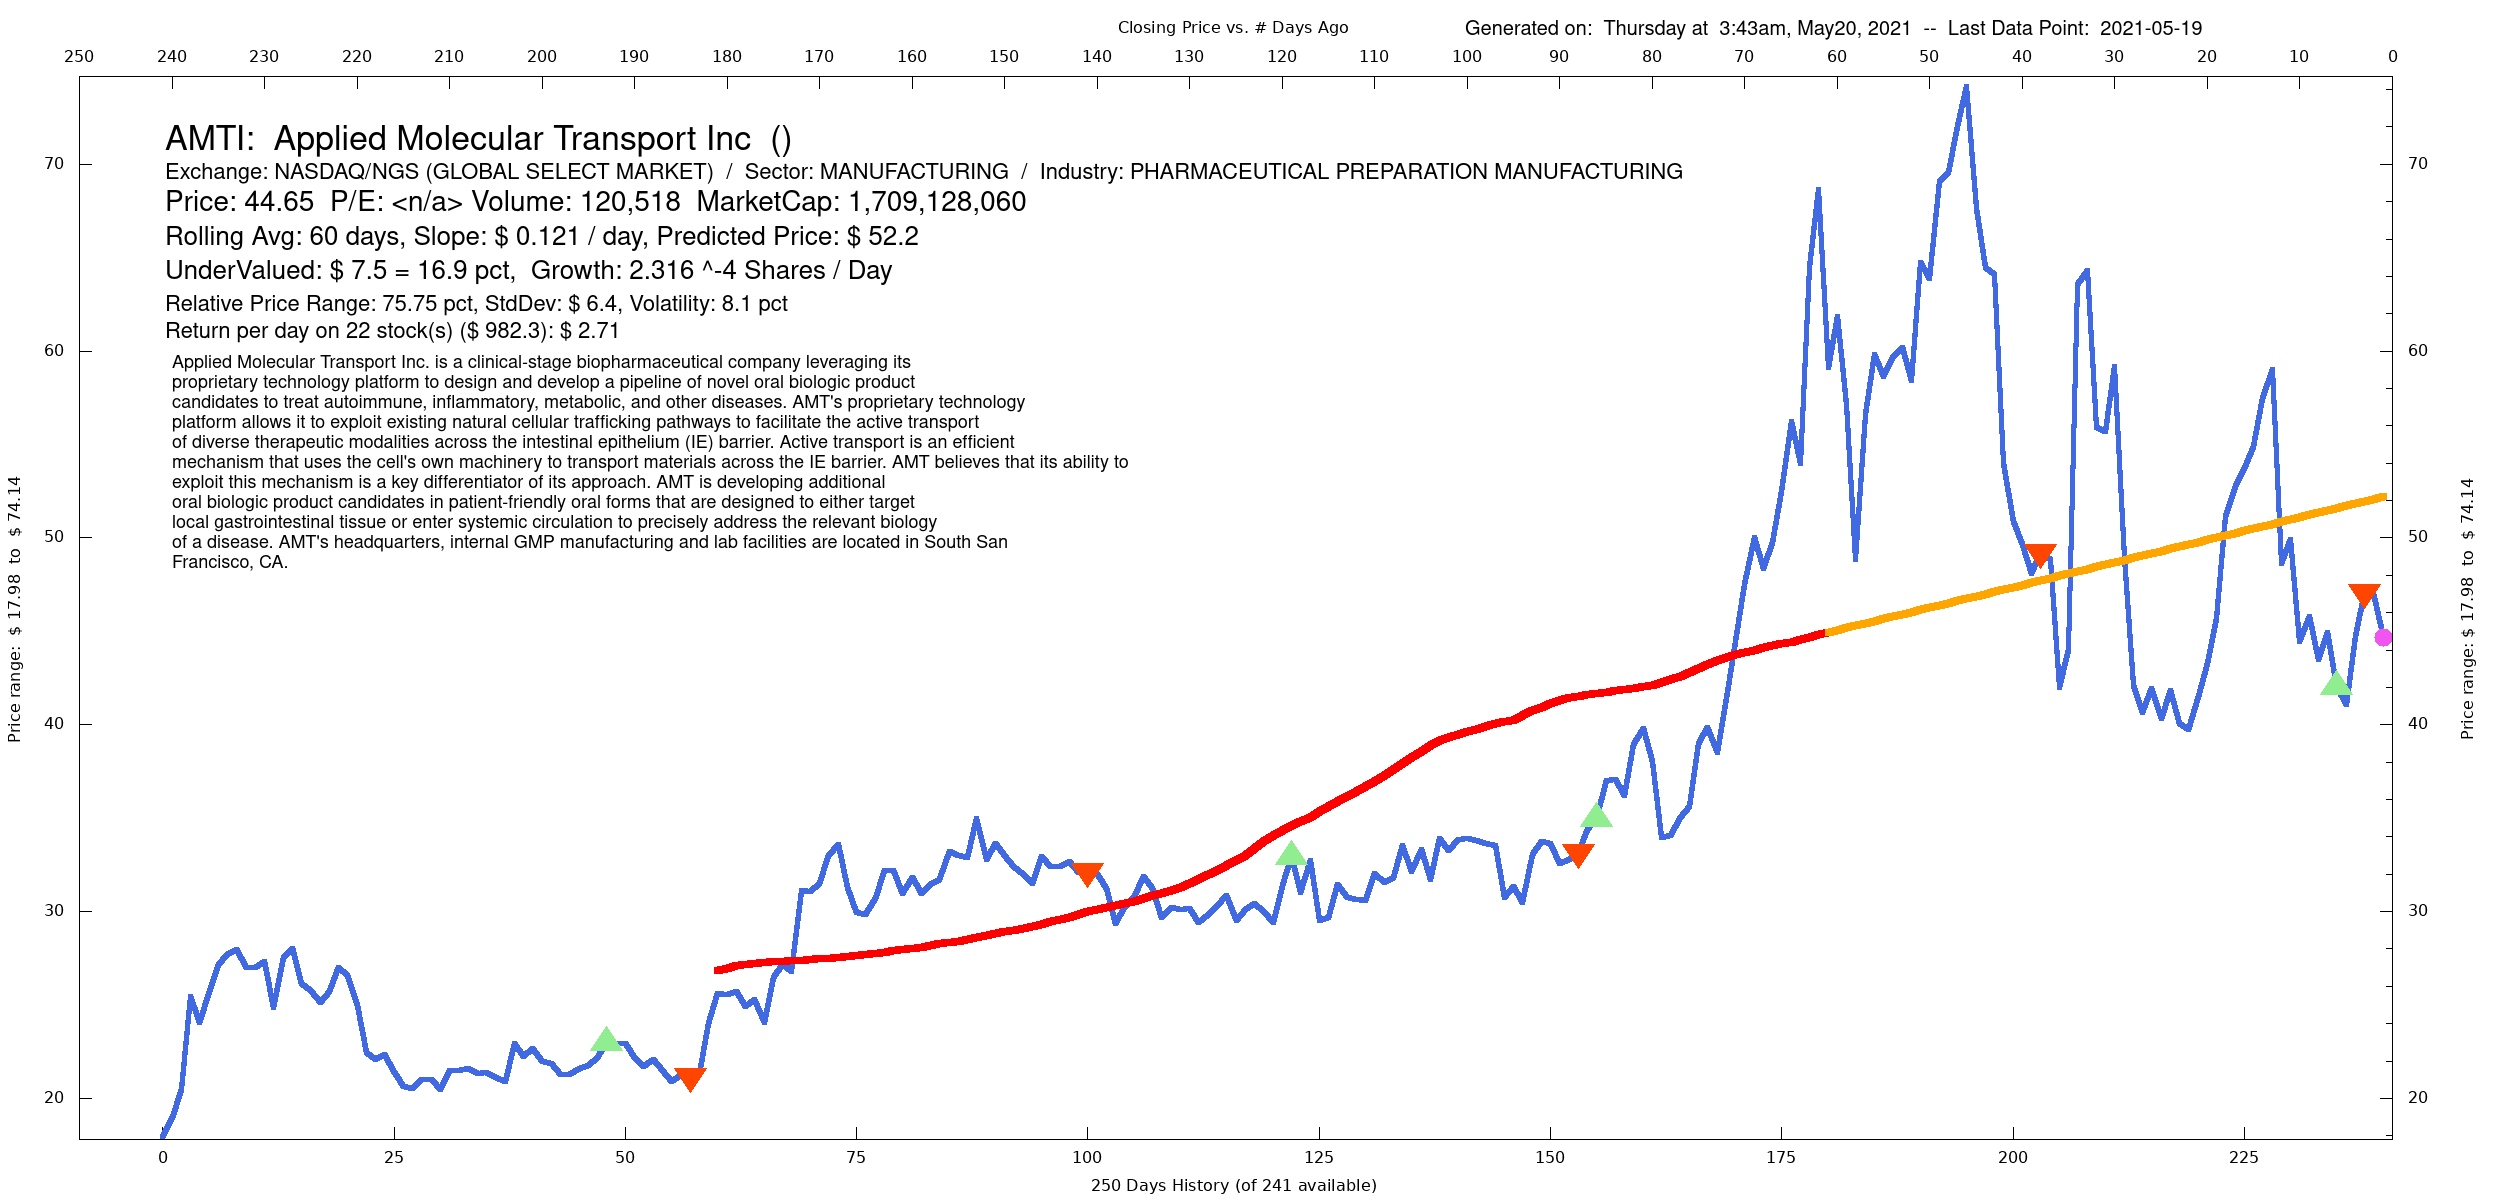 Closing Price vs. # Days Ago
Generated on:  Thursday at  3:43am, May20, 2021  --  Last Data Point:  2021-05-19
250 240 230 220 210 200 190 180 170 160 150 140 130 120 110 100 90 80 70 60 50 40 30 20 10 0
AMTI:  Applied Molecular Transport Inc  ()
Exchange: NASDAQ/NGS (GLOBAL SELECT MARKET)  /  Sector: MANUFACTURING  /  Industry: PHARMACEUTICAL PREPARATION MANUFACTURING
Price: 44.65  P/E: <n/a> Volume: 120,518  MarketCap: 1,709,128,060
Rolling Avg: 60 days, Slope: $ 0.121 / day, Predicted Price: $ 52.2
UnderValued: $ 7.5 = 16.9 pct,  Growth: 2.316 ^-4 Shares / Day
Relative Price Range: 75.75 pct, StdDev: $ 6.4, Volatility: 8.1 pct
Return per day on 22 stock(s) ($ 982.3): $ 2.71
Applied Molecular Transport Inc. is a clinical-stage biopharmaceutical company leveraging its
proprietary technology platform to design and develop a pipeline of novel oral biologic product
candidates to treat autoimmune, inflammatory, metabolic, and other diseases. AMT's proprietary technology
platform allows it to exploit existing natural cellular trafficking pathways to facilitate the active transport
of diverse therapeutic modalities across the intestinal epithelium (IE) barrier. Active transport is an efficient
mechanism that uses the cell's own machinery to transport materials across the IE barrier. AMT believes that its ability to
exploit this mechanism is a key differentiator of its approach. AMT is developing additional
oral biologic product candidates in patient-friendly oral forms that are designed to either target
local gastrointestinal tissue or enter systemic circulation to precisely address the relevant biology
of a disease. AMT's headquarters, internal GMP manufacturing and lab facilities are located in South San
Francisco, CA.
70 70
60 60
50 50
40 40
30 30
20 20
Price range:  $ 17.98  to  $ 74.14
Price range: $ 17.98  to  $ 74.14
0 25 50 75 100 125 150 175 200 225
250 Days History (of 241 available)